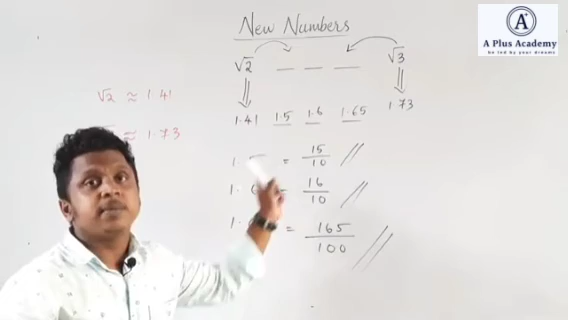 New Numbers
√2 — — — √3
√2 ≈ 1.41
≈ 1.73
1.41 1.5 1.6 1.65 1.73
= 15/10 //
= 16/10 //
= 165/100 //
A+
A Plus Academy
be led by your dreams